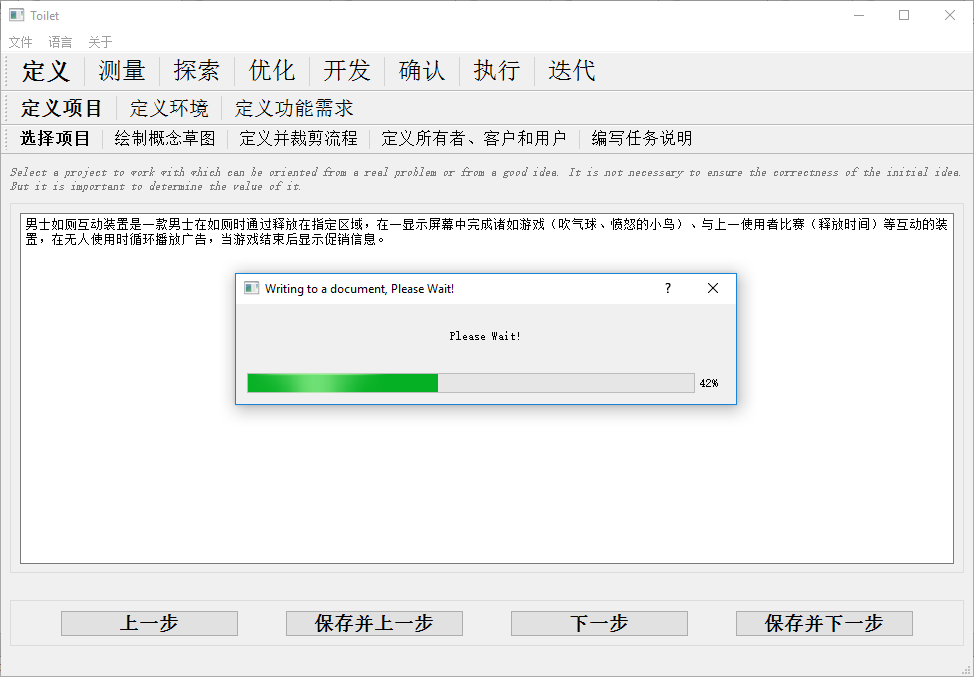 Toilet
文件 语言 关于
定义 测量 探索 优化 开发 确认 执行 迭代
定义项目 定义环境 定义功能需求
选择项目 绘制概念草图 定义并裁剪流程 定义所有者、客户和用户 编写任务说明
Select a project to work with which can be oriented from a real problem or from a good idea. It is not necessary to ensure the correctness of the initial idea.
But it is important to determine the value of it.
男士如厕互动装置是一款男士在如厕时通过释放在指定区域，在一显示屏幕中完成诸如游戏（吹气球、愤怒的小鸟）、与上一使用者比赛（释放时间）等互动的装
置，在无人使用时循环播放广告，当游戏结束后显示促销信息。
Writing to a document, Please Wait!
?
Please Wait!
42%
上一步 保存并上一步 下一步 保存并下一步